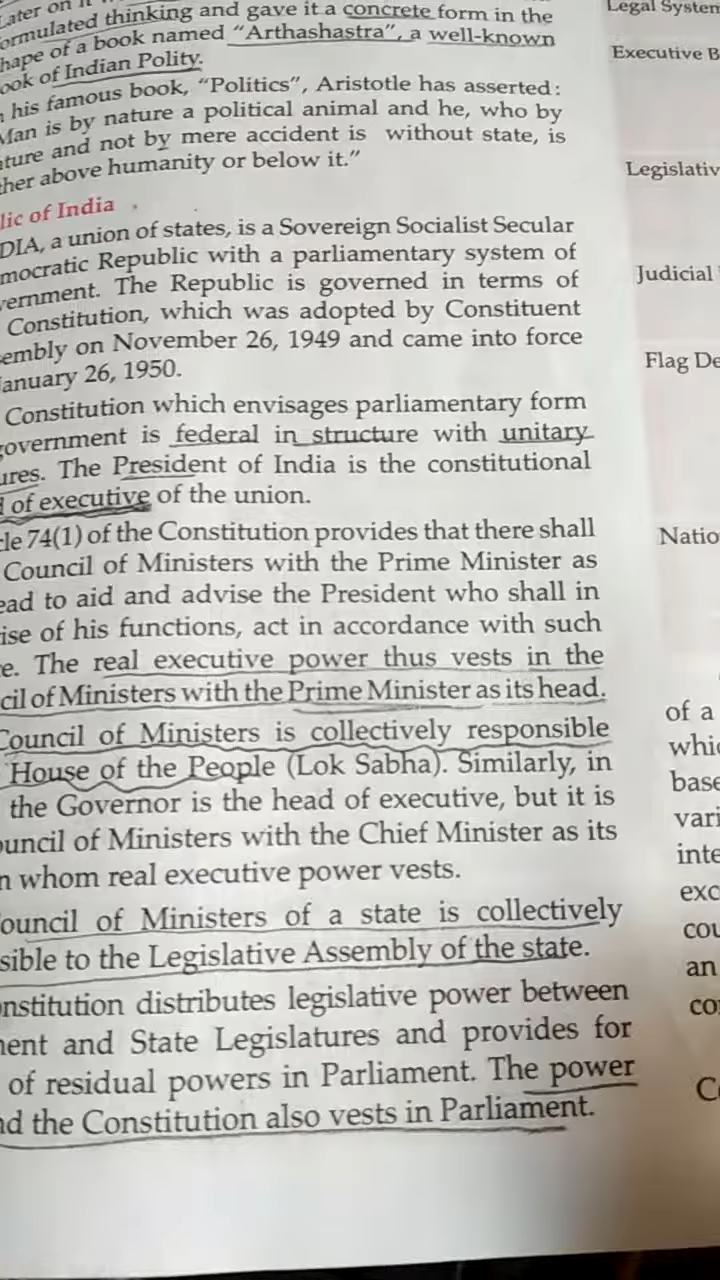 Later on it
formulated thinking and gave it a concrete form in the
shape of a book named “Arthashastra”, a well-known
ook of Indian Polity.
his famous book, “Politics”, Aristotle has asserted:
Man is by nature a political animal and he, who by
ature and not by mere accident is without state, is
ther above humanity or below it.”
lic of India
DIA, a union of states, is a Sovereign Socialist Secular
mocratic Republic with a parliamentary system of
vernment. The Republic is governed in terms of
Constitution, which was adopted by Constituent
embly on November 26, 1949 and came into force
anuary 26, 1950.
Constitution which envisages parliamentary form
government is federal in structure with unitary
ures. The President of India is the constitutional
d of executive of the union.
cle 74(1) of the Constitution provides that there shall
Council of Ministers with the Prime Minister as
ead to aid and advise the President who shall in
ise of his functions, act in accordance with such
e. The real executive power thus vests in the
cil of Ministers with the Prime Minister as its head.
Council of Ministers is collectively responsible
House of the People (Lok Sabha). Similarly, in
the Governor is the head of executive, but it is
ouncil of Ministers with the Chief Minister as its
n whom real executive power vests.
ouncil of Ministers of a state is collectively
sible to the Legislative Assembly of the state.
onstitution distributes legislative power between
ment and State Legislatures and provides for
of residual powers in Parliament. The power
nd the Constitution also vests in Parliament.
Legal System
Executive B
Legislativ
Judicial
Flag De
Natio
of a
whic
base
vari
inte
exc
cou
an
co
C